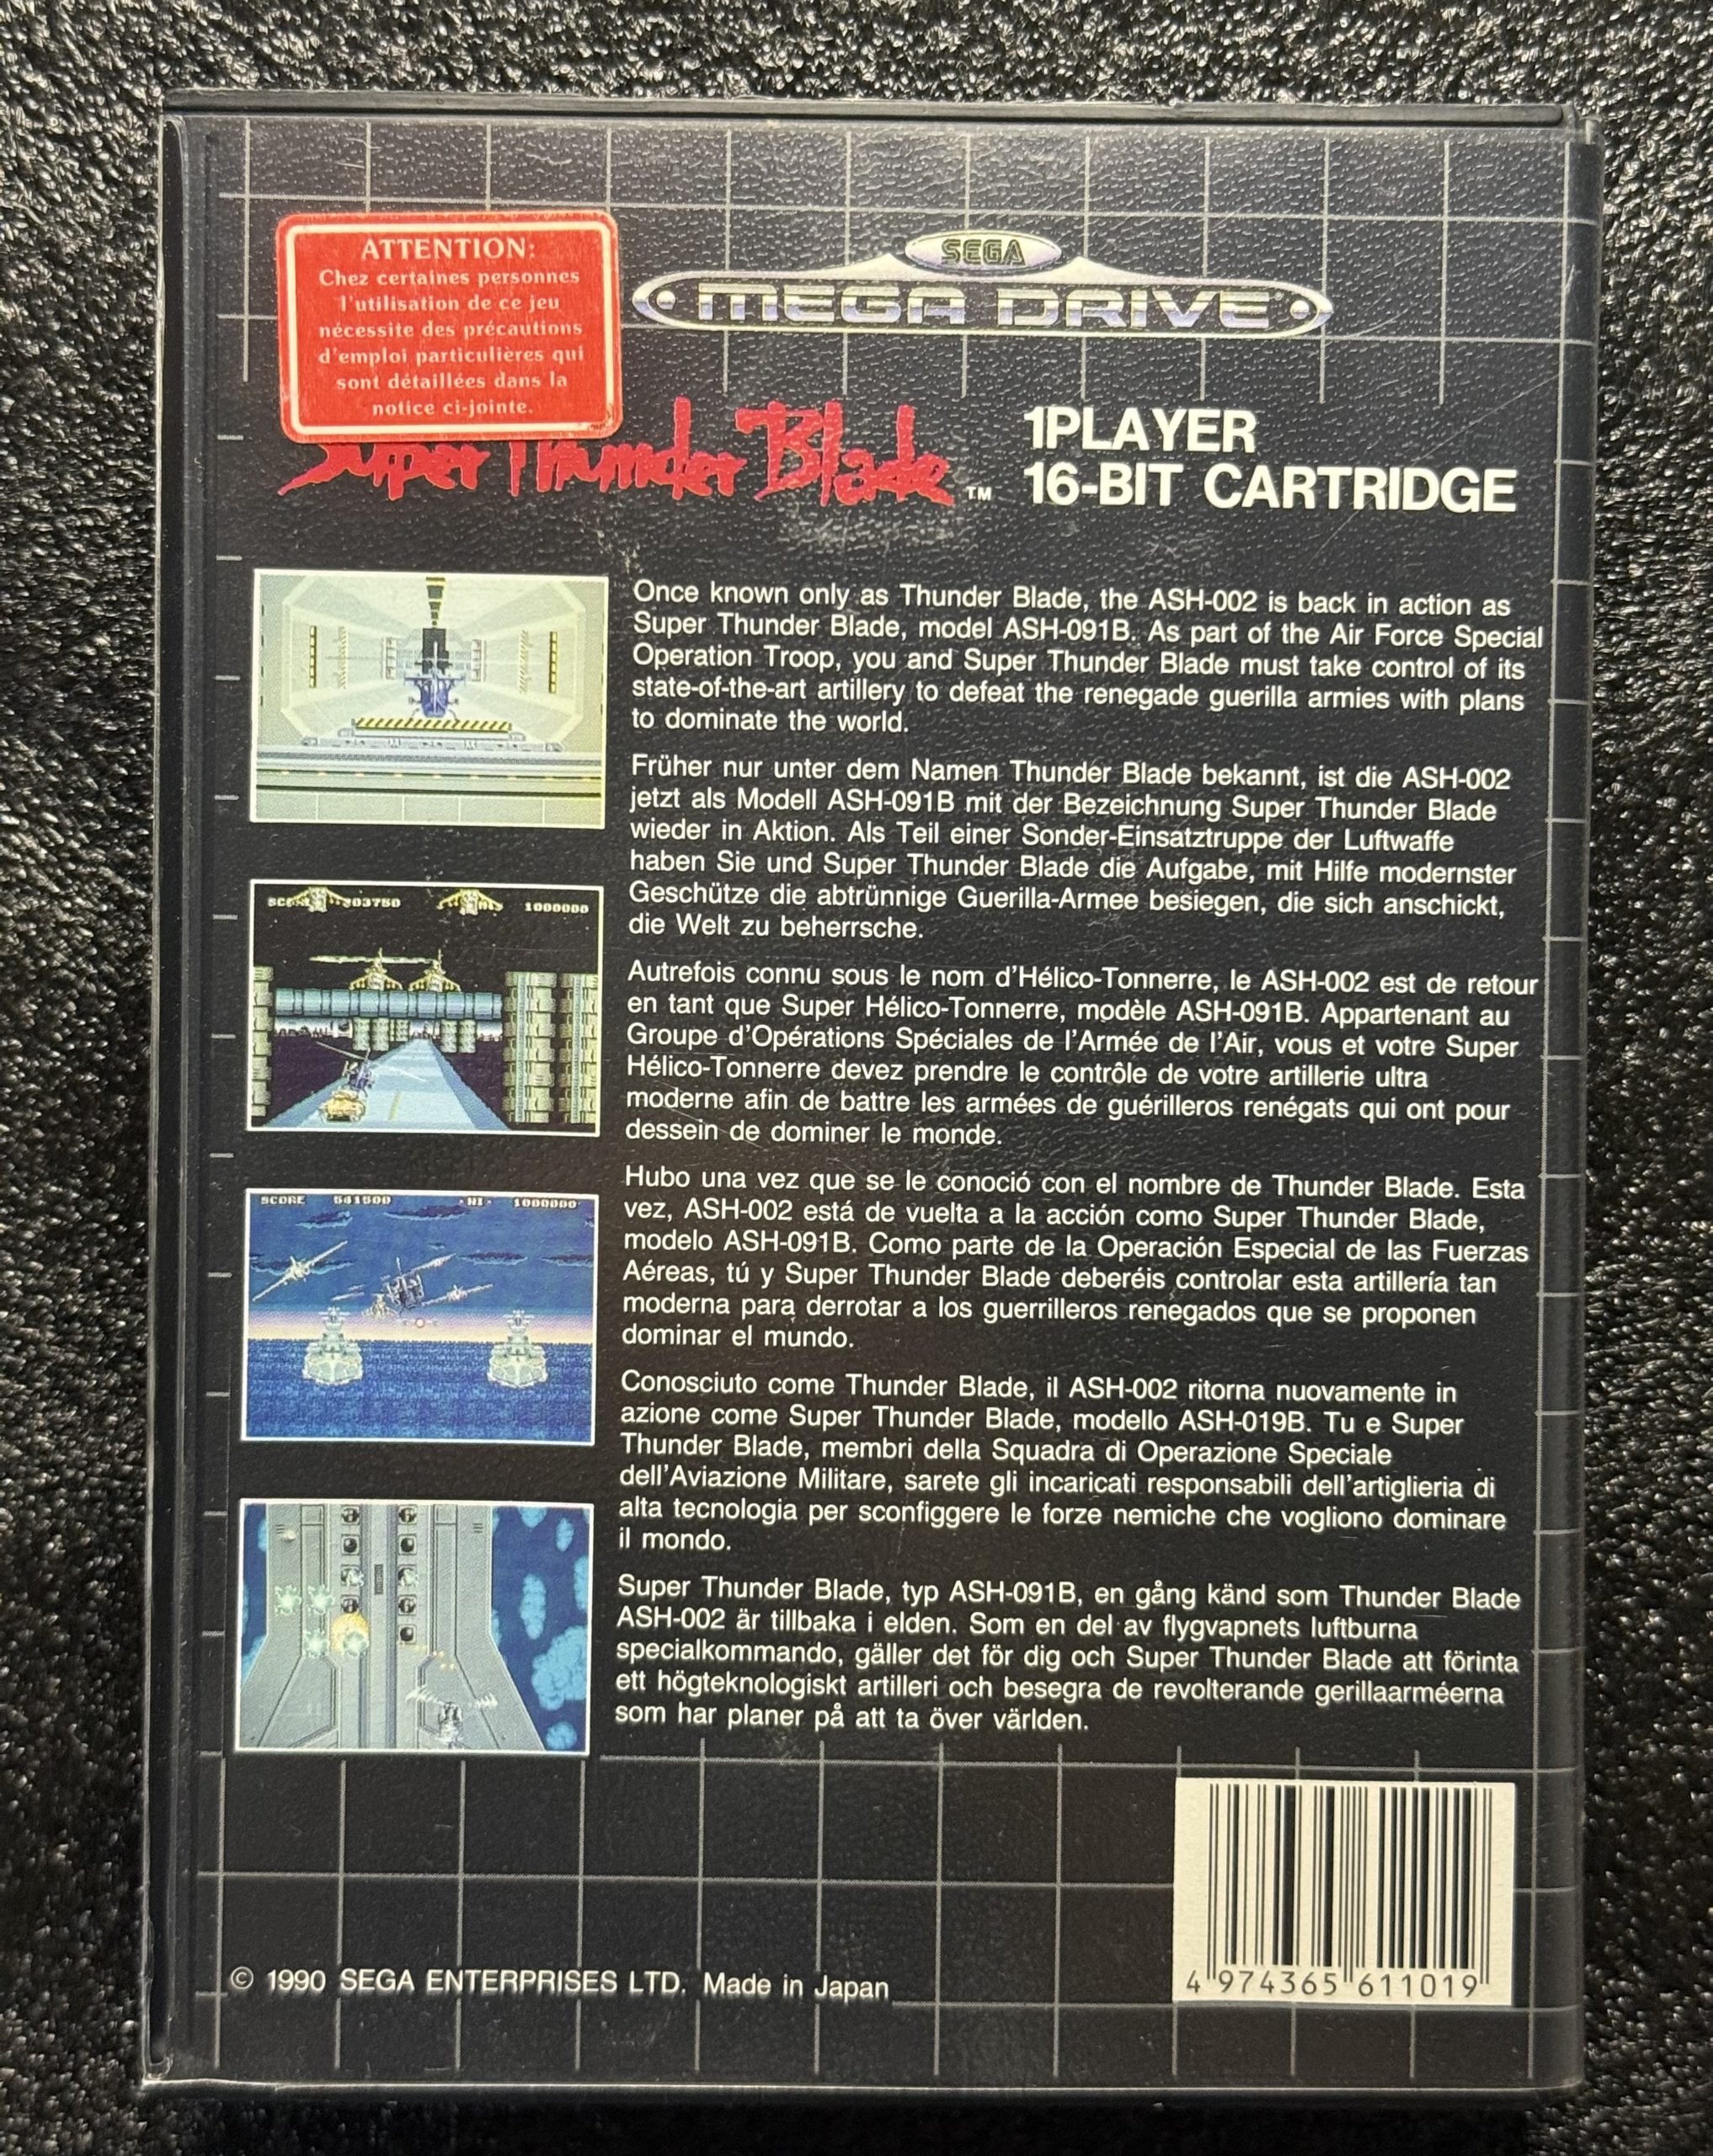 ATTENTION:
Chez certaines personnes
l'utilisation de ce jeu
nécessite des précautions
d'emploi particulières qui
sont détaillées dans la
notice ci-jointe.
SEGA
MEGA DRIVE
Super Thunder Blade TM
1PLAYER
16-BIT CARTRIDGE
Once known only as Thunder Blade, the ASH-002 is back in action as
Super Thunder Blade, model ASH-091B. As part of the Air Force Special
Operation Troop, you and Super Thunder Blade must take control of its
state-of-the-art artillery to defeat the renegade guerilla armies with plans
to dominate the world.
Früher nur unter dem Namen Thunder Blade bekannt, ist die ASH-002
jetzt als Modell ASH-091B mit der Bezeichnung Super Thunder Blade
wieder in Aktion. Als Teil einer Sonder-Einsatztruppe der Luftwaffe
haben Sie und Super Thunder Blade die Aufgabe, mit Hilfe modernster
Geschütze die abtrünnige Guerilla-Armee besiegen, die sich anschickt,
die Welt zu beherrsche.
Autrefois connu sous le nom d'Hélico-Tonnerre, le ASH-002 est de retour
en tant que Super Hélico-Tonnerre, modèle ASH-091B. Appartenant au
Groupe d'Opérations Spéciales de l'Armée de l'Air, vous et votre Super
Hélico-Tonnerre devez prendre le contrôle de votre artillerie ultra
moderne afin de battre les armées de guérilleros renégats qui ont pour
dessein de dominer le monde.
Hubo una vez que se le conoció con el nombre de Thunder Blade. Esta
vez, ASH-002 está de vuelta a la acción como Super Thunder Blade,
modelo ASH-091B. Como parte de la Operación Especial de las Fuerzas
Aéreas, tú y Super Thunder Blade deberéis controlar esta artillería tan
moderna para derrotar a los guerrilleros renegados que se proponen
dominar el mundo.
Conosciuto come Thunder Blade, il ASH-002 ritorna nuovamente in
azione come Super Thunder Blade, modello ASH-019B. Tu e Super
Thunder Blade, membri della Squadra di Operazione Speciale
dell'Aviazione Militare, sarete gli incaricati responsabili dell'artiglieria di
alta tecnologia per sconfiggere le forze nemiche che vogliono dominare
il mondo.
Super Thunder Blade, typ ASH-091B, en gång känd som Thunder Blade
ASH-002 är tillbaka i elden. Som en del av flygvapnets luftburna
specialkommando, gäller det för dig och Super Thunder Blade att förinta
ett högteknologiskt artilleri och besegra de revolterande gerillaarméerna
som har planer på att ta över världen.
203750 1000000
SCORE 541500 HI 1000000
© 1990 SEGA ENTERPRISES LTD. Made in Japan
4 974365 611019